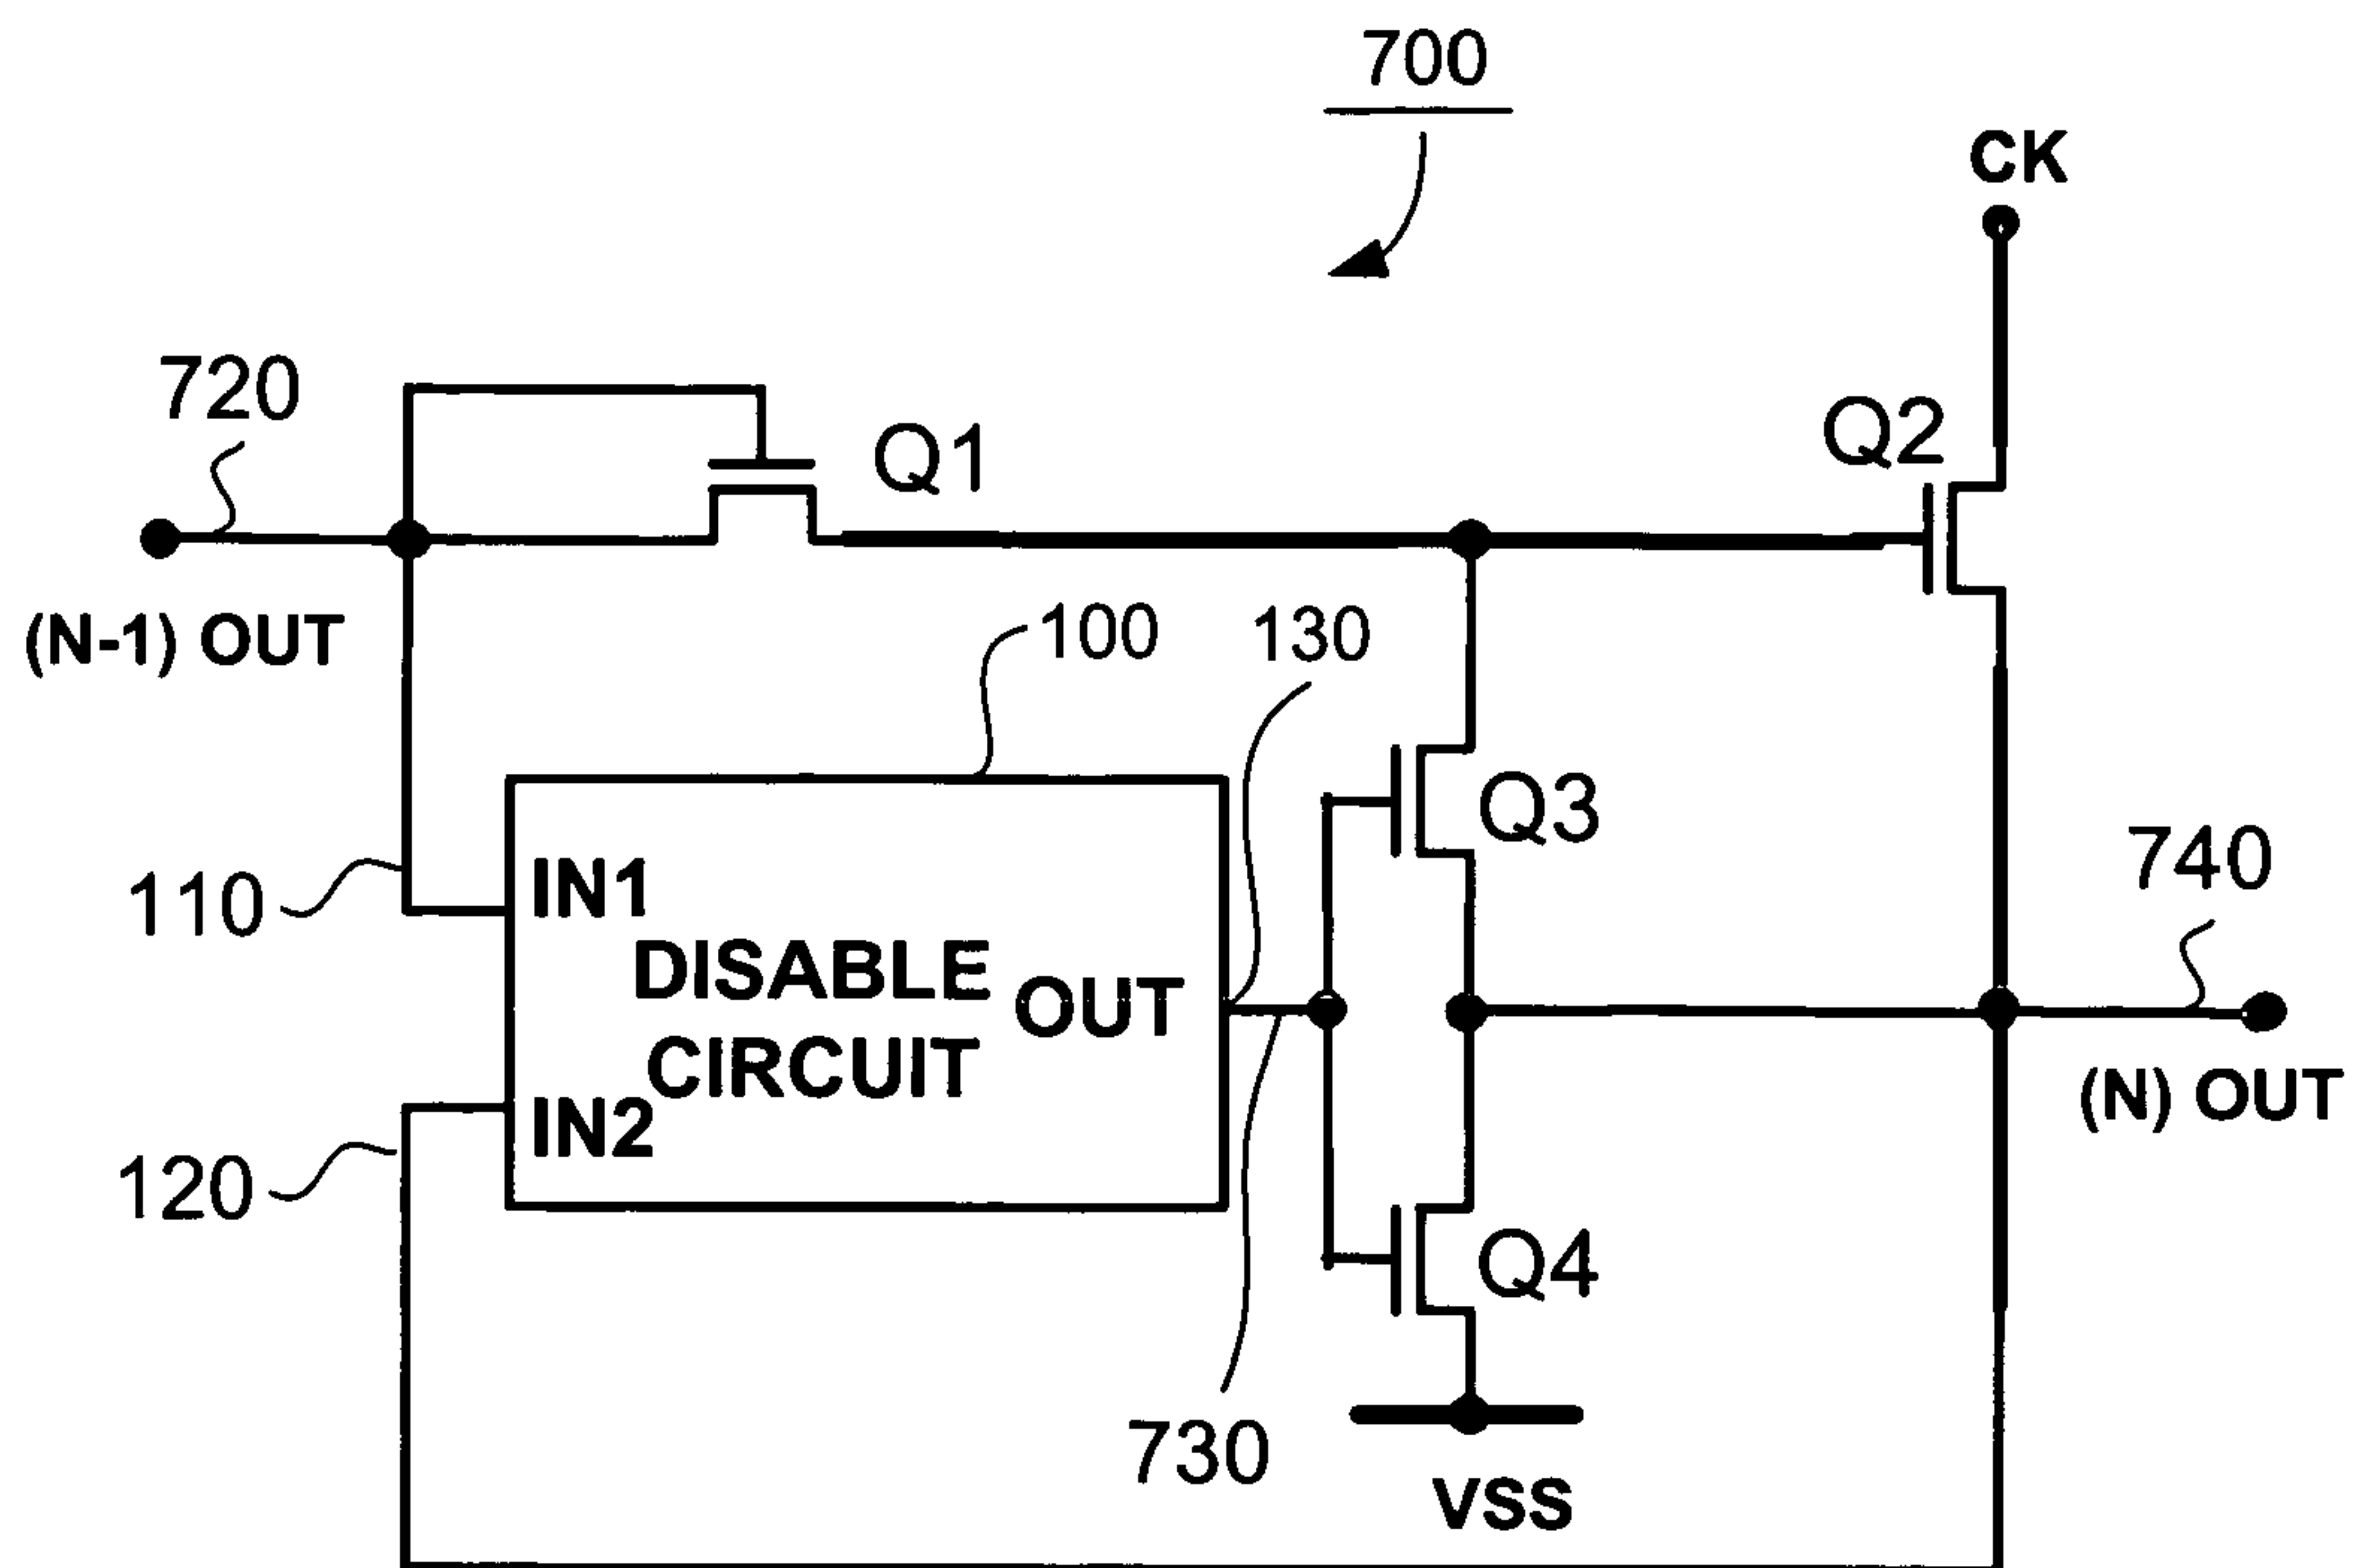 700
CK
720
Q1
Q2
(N-1) OUT
100
130
Q3
740
110
IN1
DISABLE
OUT
CIRCUIT
(N) OUT
IN2
120
Q4
730
VSS